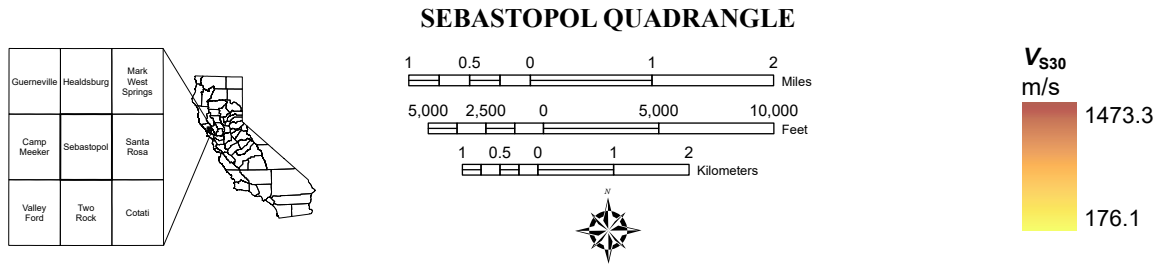 SEBASTOPOL QUADRANGLE
Guerneville Healdsburg Mark West Springs
Camp Meeker Sebastopol Santa Rosa
Valley Ford Two Rock Cotati
1 0.5 0 1 2
Miles
5,000 2,500 0 5,000 10,000
Feet
1 0.5 0 1 2
Kilometers
N
VS30
m/s
1473.3
176.1